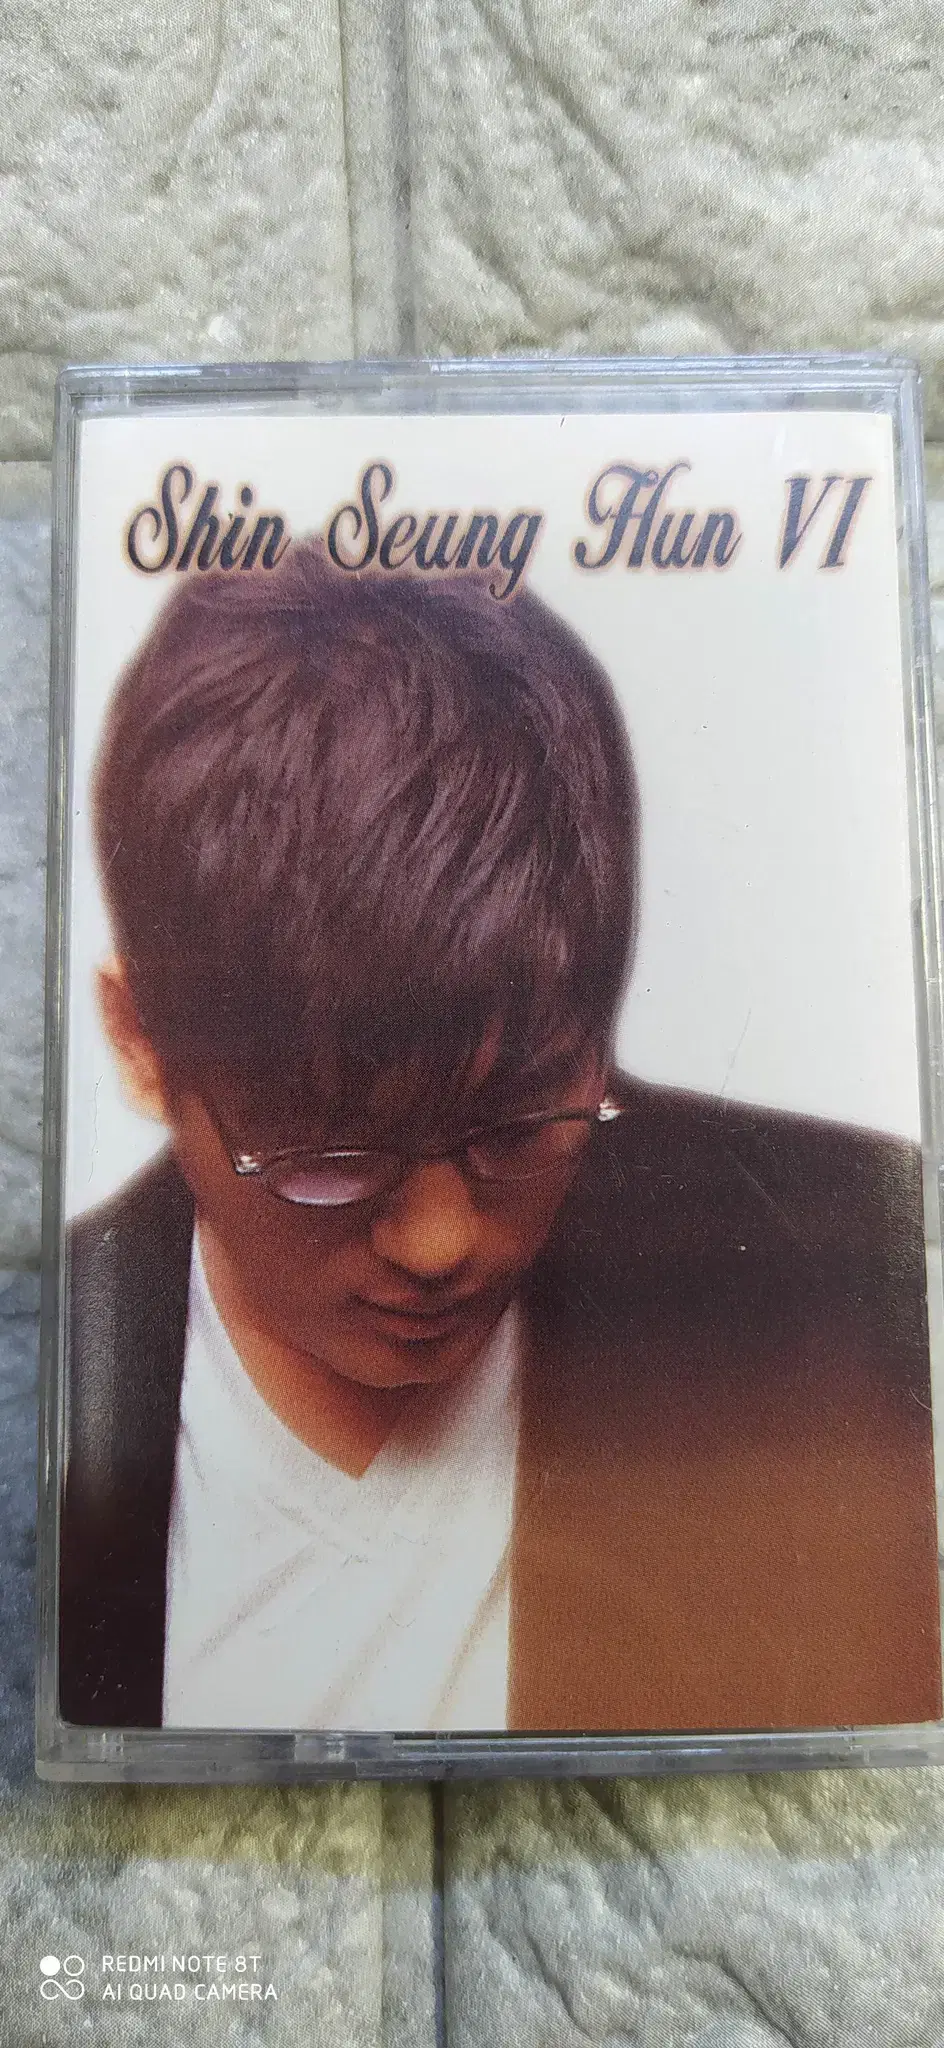 Shin Seung Hun VI
REDMI NOTE 8T
AI QUAD CAMERA